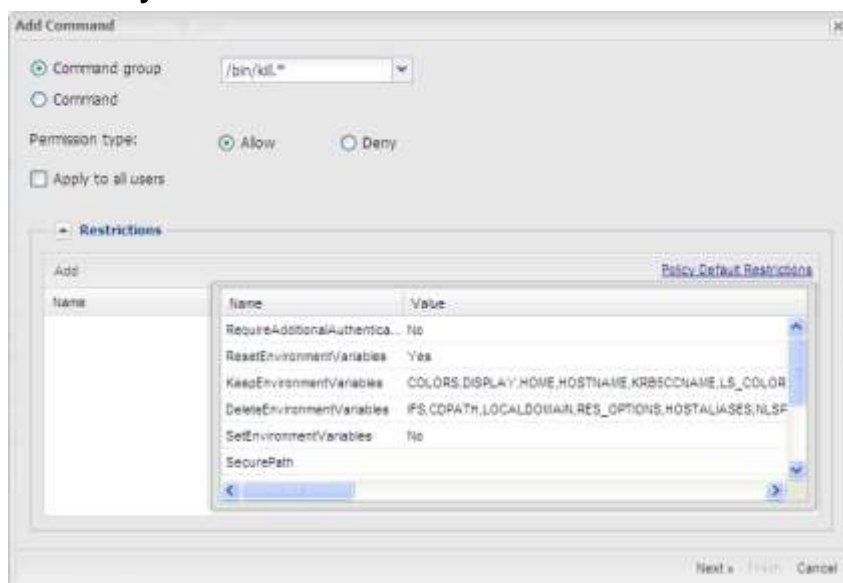 Add Command
Command group
/bin/kill.*
Command
Permission type:
Allow
Deny
Apply to all users
Restrictions
Add
Policy Default Restrictions
Name
Name
Value
RequireAdditionalAuthentica...
No
ResetEnvironmentVariables
Yes
KeepEnvironmentVariables
COLORS,DISPLAY,HOME,HOSTNAME,KRB5CCNAME,LS_COLOR
DeleteEnvironmentVariables
IFS,CDPATH,LOCALDOMAIN,RES_OPTIONS,HOSTALIASES,NLSP
SetEnvironmentVariables
No
SecurePath
Next »
Finish
Cancel